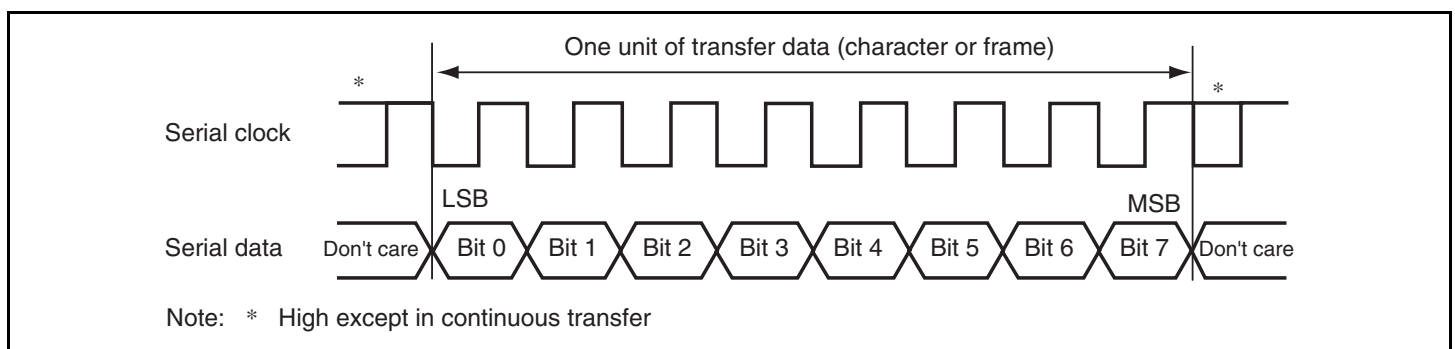 One unit of transfer data (character or frame)
* *
Serial clock
LSB MSB
Serial data Don't care Bit 0 Bit 1 Bit 2 Bit 3 Bit 4 Bit 5 Bit 6 Bit 7 Don't care
Note: * High except in continuous transfer